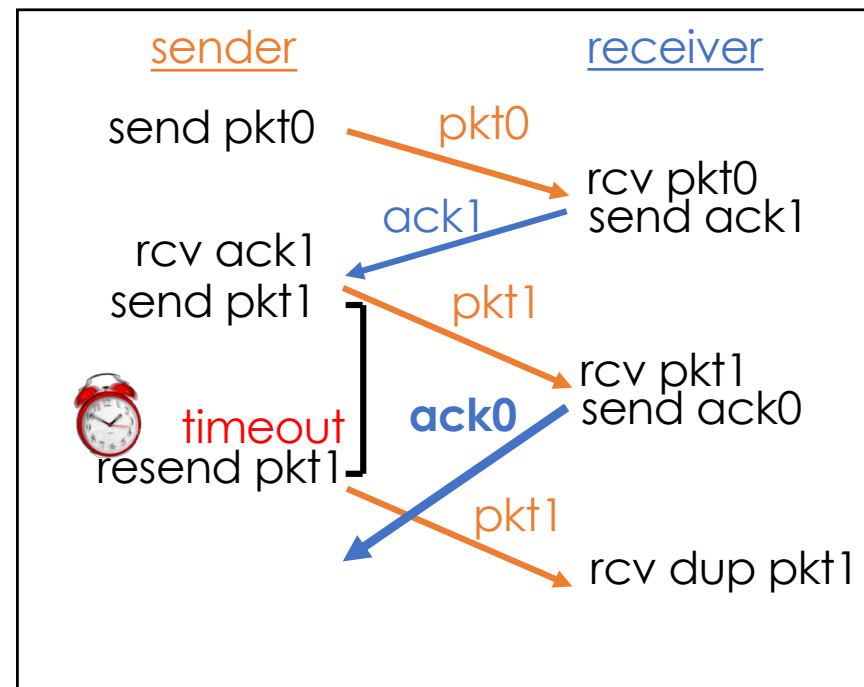 sender
receiver
send pkt0
pkt0
rcv pkt0
ack1
send ack1
rcv ack1
send pkt1
pkt1
rcv pkt1
ack0
send ack0
timeout
resend pkt1
pkt1
rcv dup pkt1